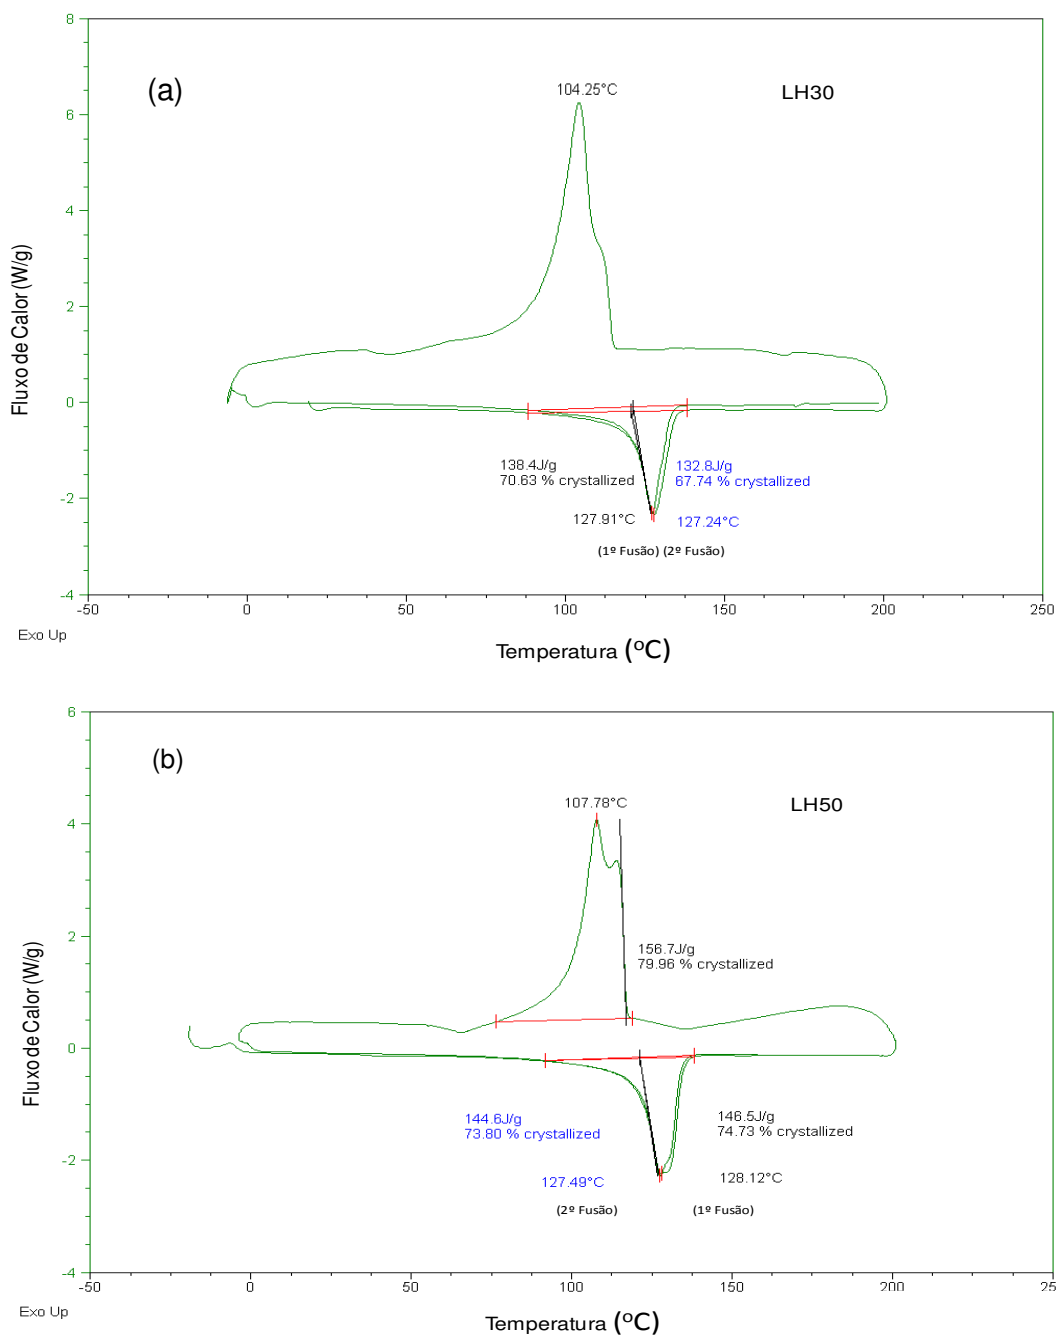 8
(a)
104.25°C
LH30
6
4
Fluxo de Calor (W/g)
2
0
138.4J/g
70.63 % crystallized
132.8J/g
67.74 % crystallized
-2
127.91°C
127.24°C
(1º Fusão) (2º Fusão)
-4
-50 0 50 100 150 200 250
Exo Up
Temperatura (ºC)
6
(b)
107.78°C
LH50
4
156.7J/g
79.96 % crystallized
2
Fluxo de Calor (W/g)
0
144.6J/g
73.80 % crystallized
146.5J/g
74.73 % crystallized
-2
127.49°C
128.12°C
(2º Fusão) (1º Fusão)
-4
-50 0 50 100 150 200 25
Exo Up
Temperatura (ºC)